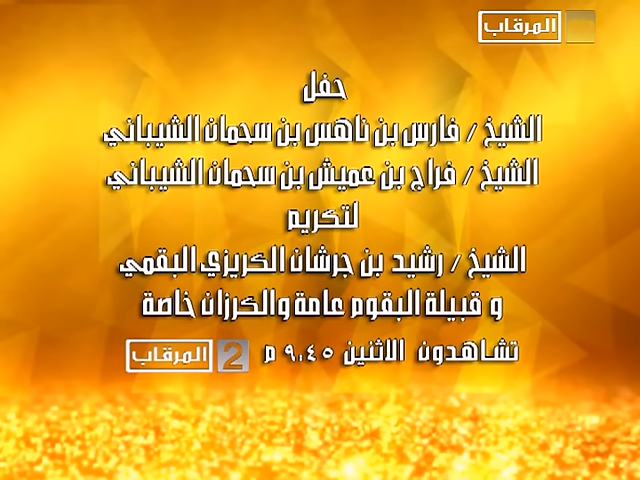 المرقاب
حفل
الشيخ / فارس بن ناهس بن سحمان الشيباني
الشيخ / فراج بن عميش بن سحمان الشيباني
لتكريم
الشيخ / رشيد بن جرشان الكريزي البقمي
و قبيلة البقوم عامة والكرزان خاصة
تشاهدون الاثنين ٩،٤٥ م 2 المرقاب